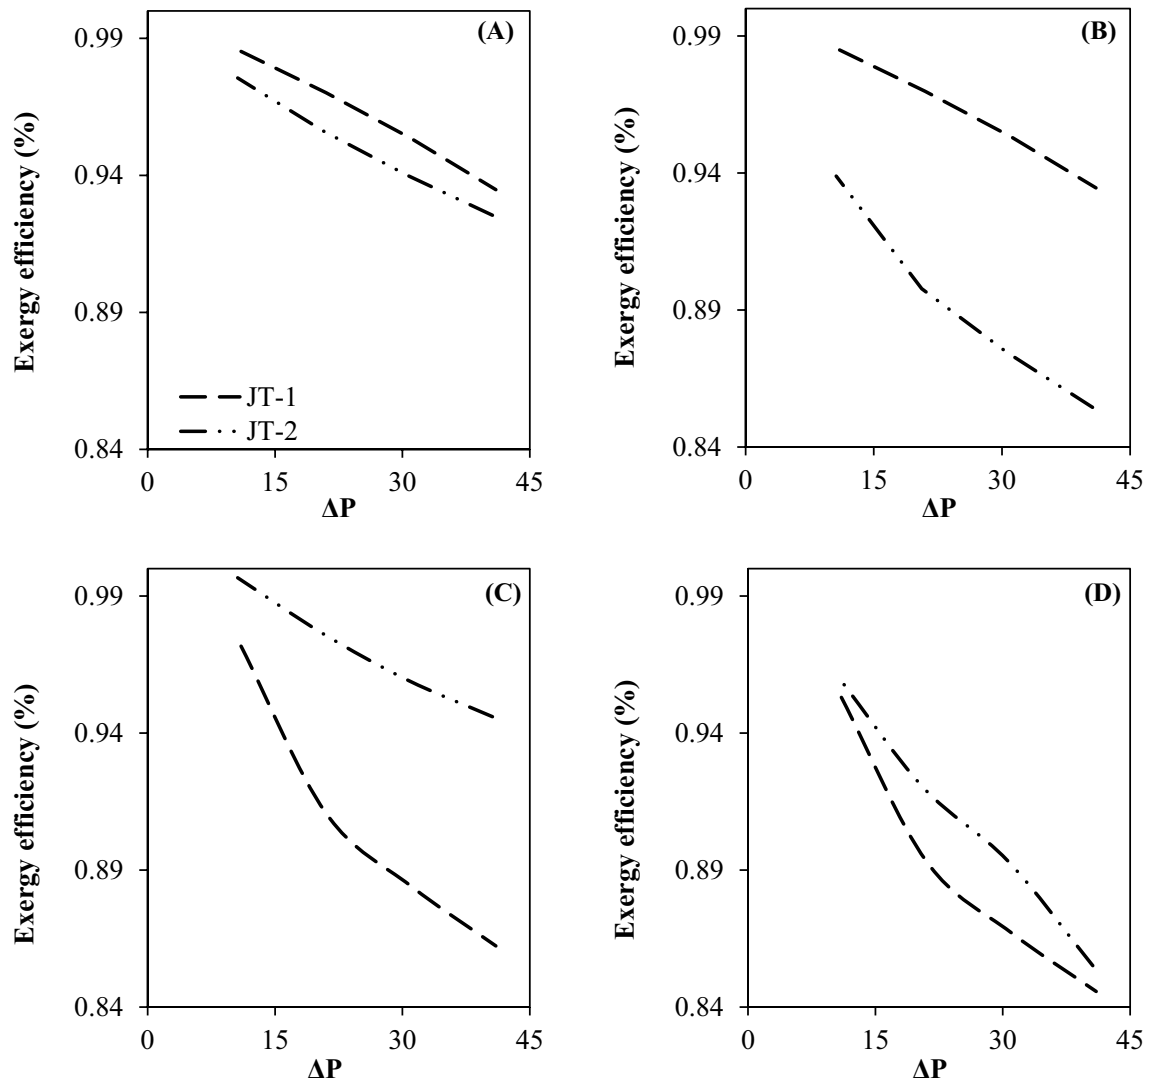 (A)
Exergy efficiency (%)
0.99
0.94
0.89
0.84
JT-1
JT-2
0 15 30 45
ΔP
(B)
Exergy efficiency (%)
0.99
0.94
0.89
0.84
0 15 30 45
ΔP
(C)
Exergy efficiency (%)
0.99
0.94
0.89
0.84
0 15 30 45
ΔP
(D)
Exergy efficiency (%)
0.99
0.94
0.89
0.84
0 15 30 45
ΔP